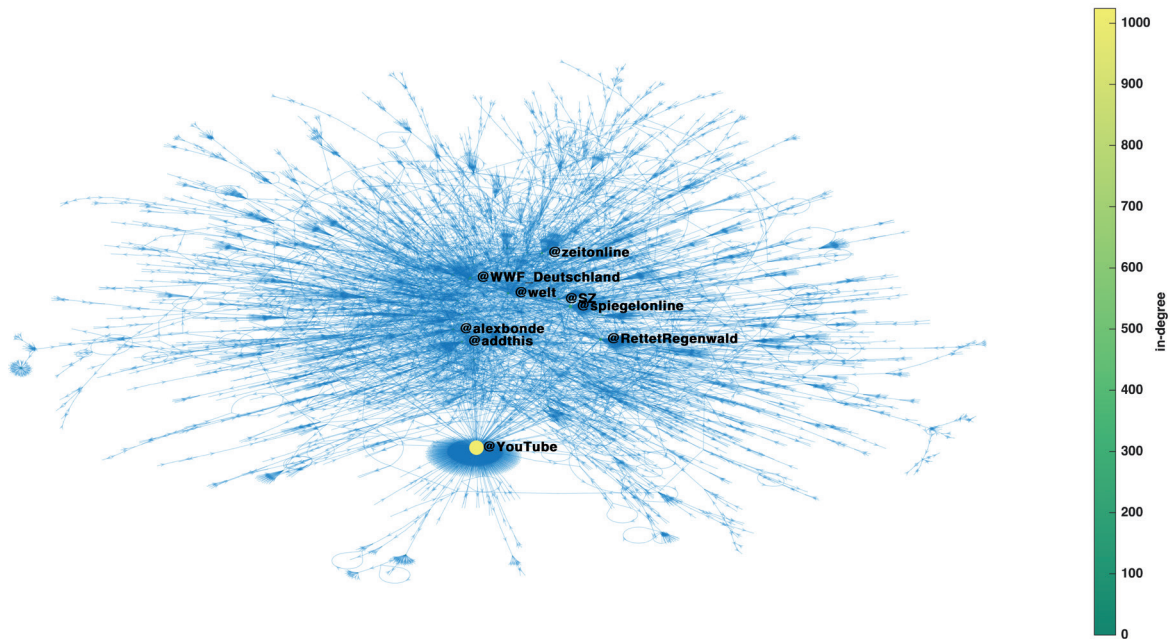 @zeitonline
@WWF_Deutschland
@welt
@SZ
@spiegelonline
@alexbonde
@addthis
@RettetRegenwald
@YouTube
1000
900
800
700
600
500
400
300
200
100
0
in-degree